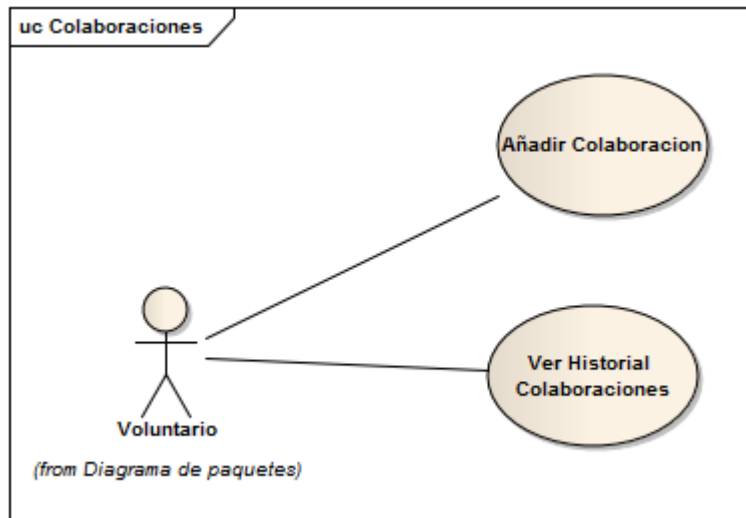 uc Colaboraciones
Añadir Colaboracion
Ver Historial
Colaboraciones
Voluntario
(from Diagrama de paquetes)